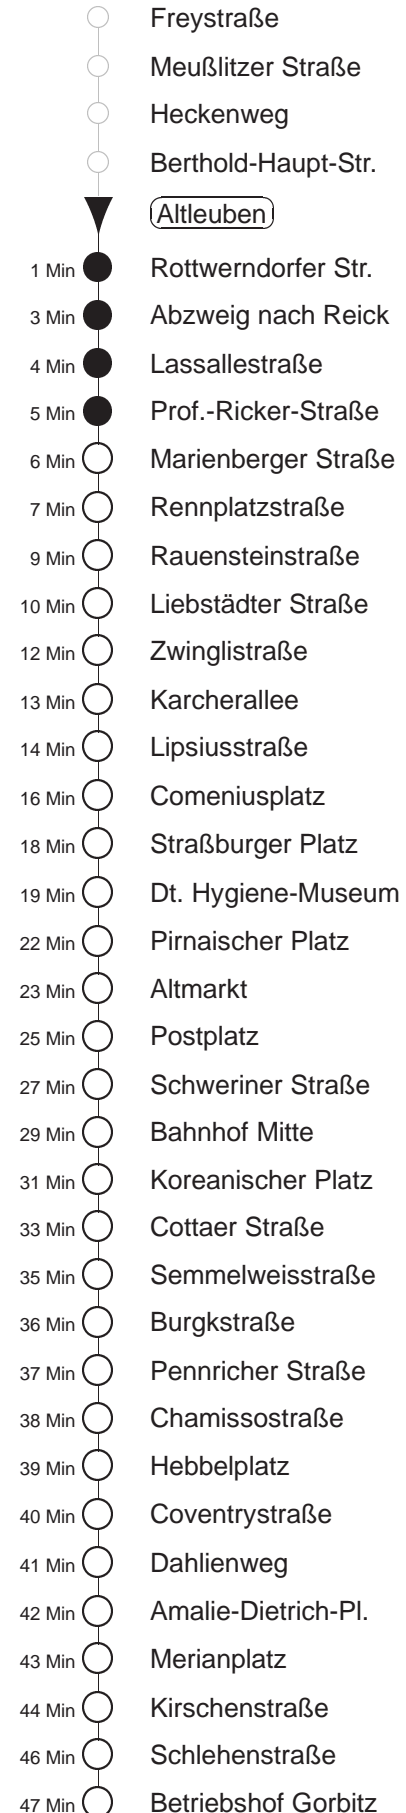 Freystraße
Meußlitzer Straße
Heckenweg
Berthold-Haupt-Str.
Altleuben
1 Min Rottwerndorfer Str.
3 Min Abzweig nach Reick
4 Min Lassallestraße
5 Min Prof.-Ricker-Straße
6 Min Marienberger Straße
7 Min Rennplatzstraße
9 Min Rauensteinstraße
10 Min Liebstädter Straße
12 Min Zwinglistraße
13 Min Karcherallee
14 Min Lipsiusstraße
16 Min Comeniusplatz
18 Min Straßburger Platz
19 Min Dt. Hygiene-Museum
22 Min Pirnaischer Platz
23 Min Altmarkt
25 Min Postplatz
27 Min Schweriner Straße
29 Min Bahnhof Mitte
31 Min Koreanischer Platz
33 Min Cottaer Straße
35 Min Semmelweisstraße
36 Min Burgkstraße
37 Min Pennricher Straße
38 Min Chamissostraße
39 Min Hebbelplatz
40 Min Coventrystraße
41 Min Dahlienweg
42 Min Amalie-Dietrich-Pl.
43 Min Merianplatz
44 Min Kirschenstraße
46 Min Schlehenstraße
47 Min Betriebshof Gorbitz